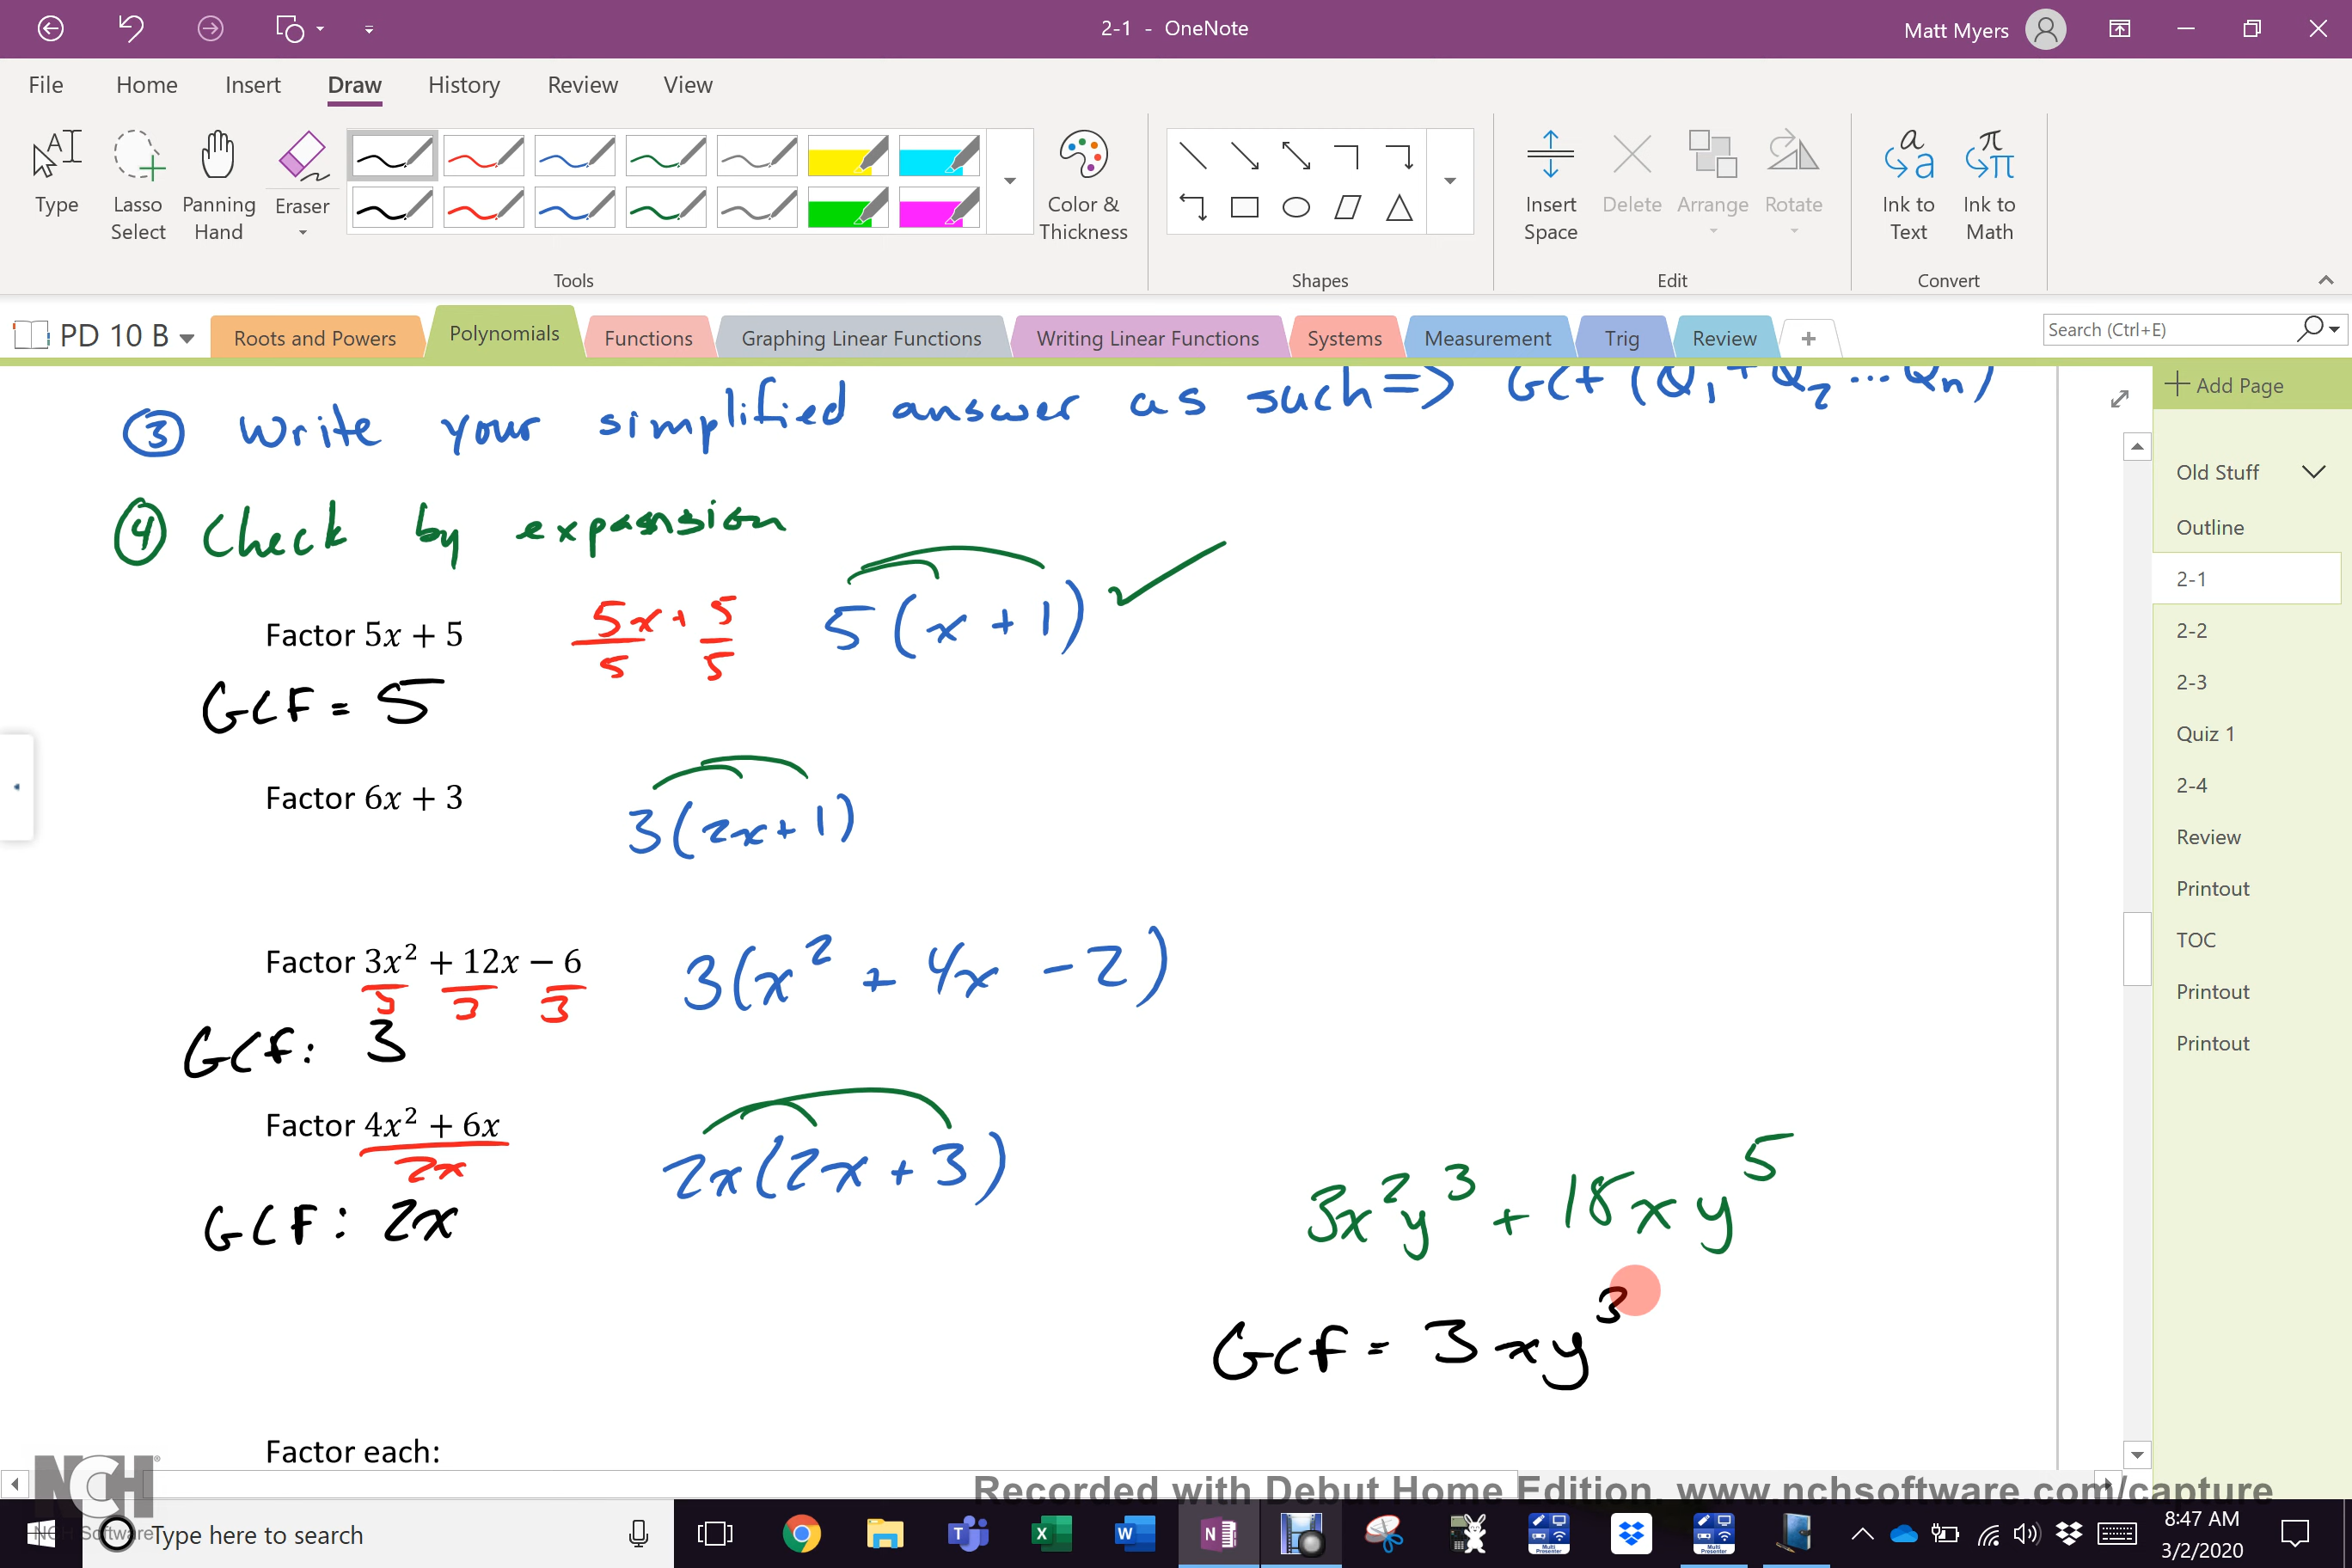 2-1 - OneNote
Matt Myers
File Home Insert Draw History Review View
Type
Lasso Select
Panning Hand
Eraser
Color & Thickness
Insert Space
Delete
Arrange
Rotate
Ink to Text
Ink to Math
Tools
Shapes
Edit
Convert
PD 10 B
Roots and Powers
Polynomials
Functions
Graphing Linear Functions
Writing Linear Functions
Systems
Measurement
Trig
Review
Search (Ctrl+E)
Add Page
Old Stuff
Outline
2-1
2-2
2-3
Quiz 1
2-4
Review
Printout
TOC
Printout
Printout
③ Write your simplified answer as such => GCF (Q₁ + Q₂ ... Qₙ)
④ Check by expansion
Factor 5x + 5
5x/5 + 5/5
5(x + 1) ✓
GCF = 5
Factor 6x + 3
3(2x + 1)
Factor 3x² + 12x − 6
3 3 3
3(x² + 4x − 2)
GCF: 3
Factor 4x² + 6x
2x
2x(2x + 3)
GCF: 2x
3x²y³ + 18xy⁵
GCF = 3xy³
Factor each:
NCH
NCH Software
Recorded with Debut Home Edition. www.nchsoftware.com/capture
Type here to search
8:47 AM
3/2/2020